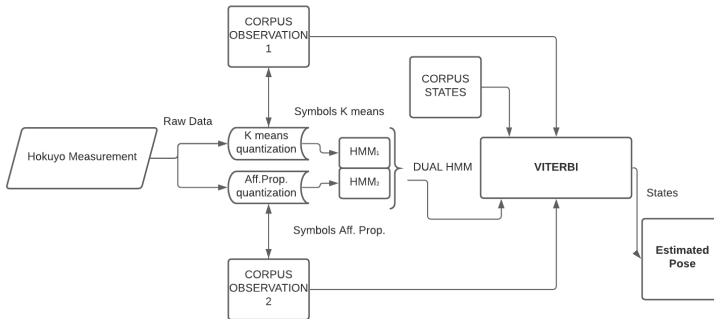 CORPUS
OBSERVATION
1
CORPUS
STATES
Symbols K means
Raw Data
K means
quantization
Hokuyo Measurement
HMM₁
DUAL HMM
VITERBI
Aff.Prop.
quantization
HMM₂
States
Symbols Aff. Prop.
Estimated
Pose
CORPUS
OBSERVATION
2